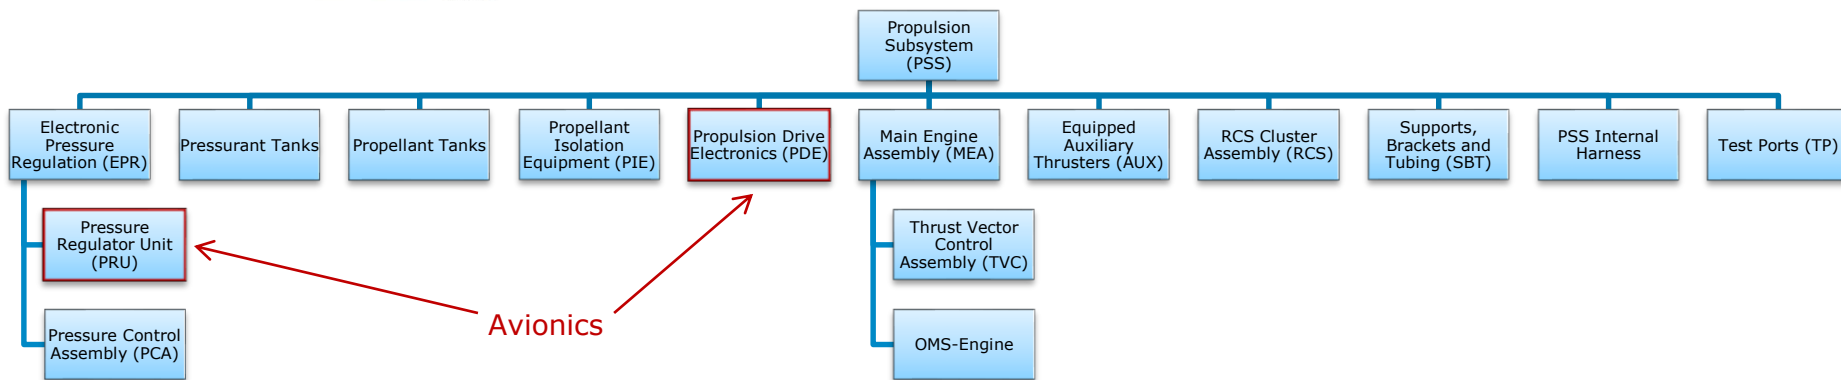 Propulsion
Subsystem
(PSS)
Electronic
Pressure
Regulation (EPR)
Pressurant Tanks
Propellant Tanks
Propellant
Isolation
Equipment (PIE)
Propulsion Drive
Electronics (PDE)
Main Engine
Assembly (MEA)
Equipped
Auxiliary
Thrusters (AUX)
RCS Cluster
Assembly (RCS)
Supports,
Brackets and
Tubing (SBT)
PSS Internal
Harness
Test Ports (TP)
Pressure
Regulator Unit
(PRU)
Thrust Vector
Control
Assembly (TVC)
Avionics
Pressure Control
Assembly (PCA)
OMS-Engine